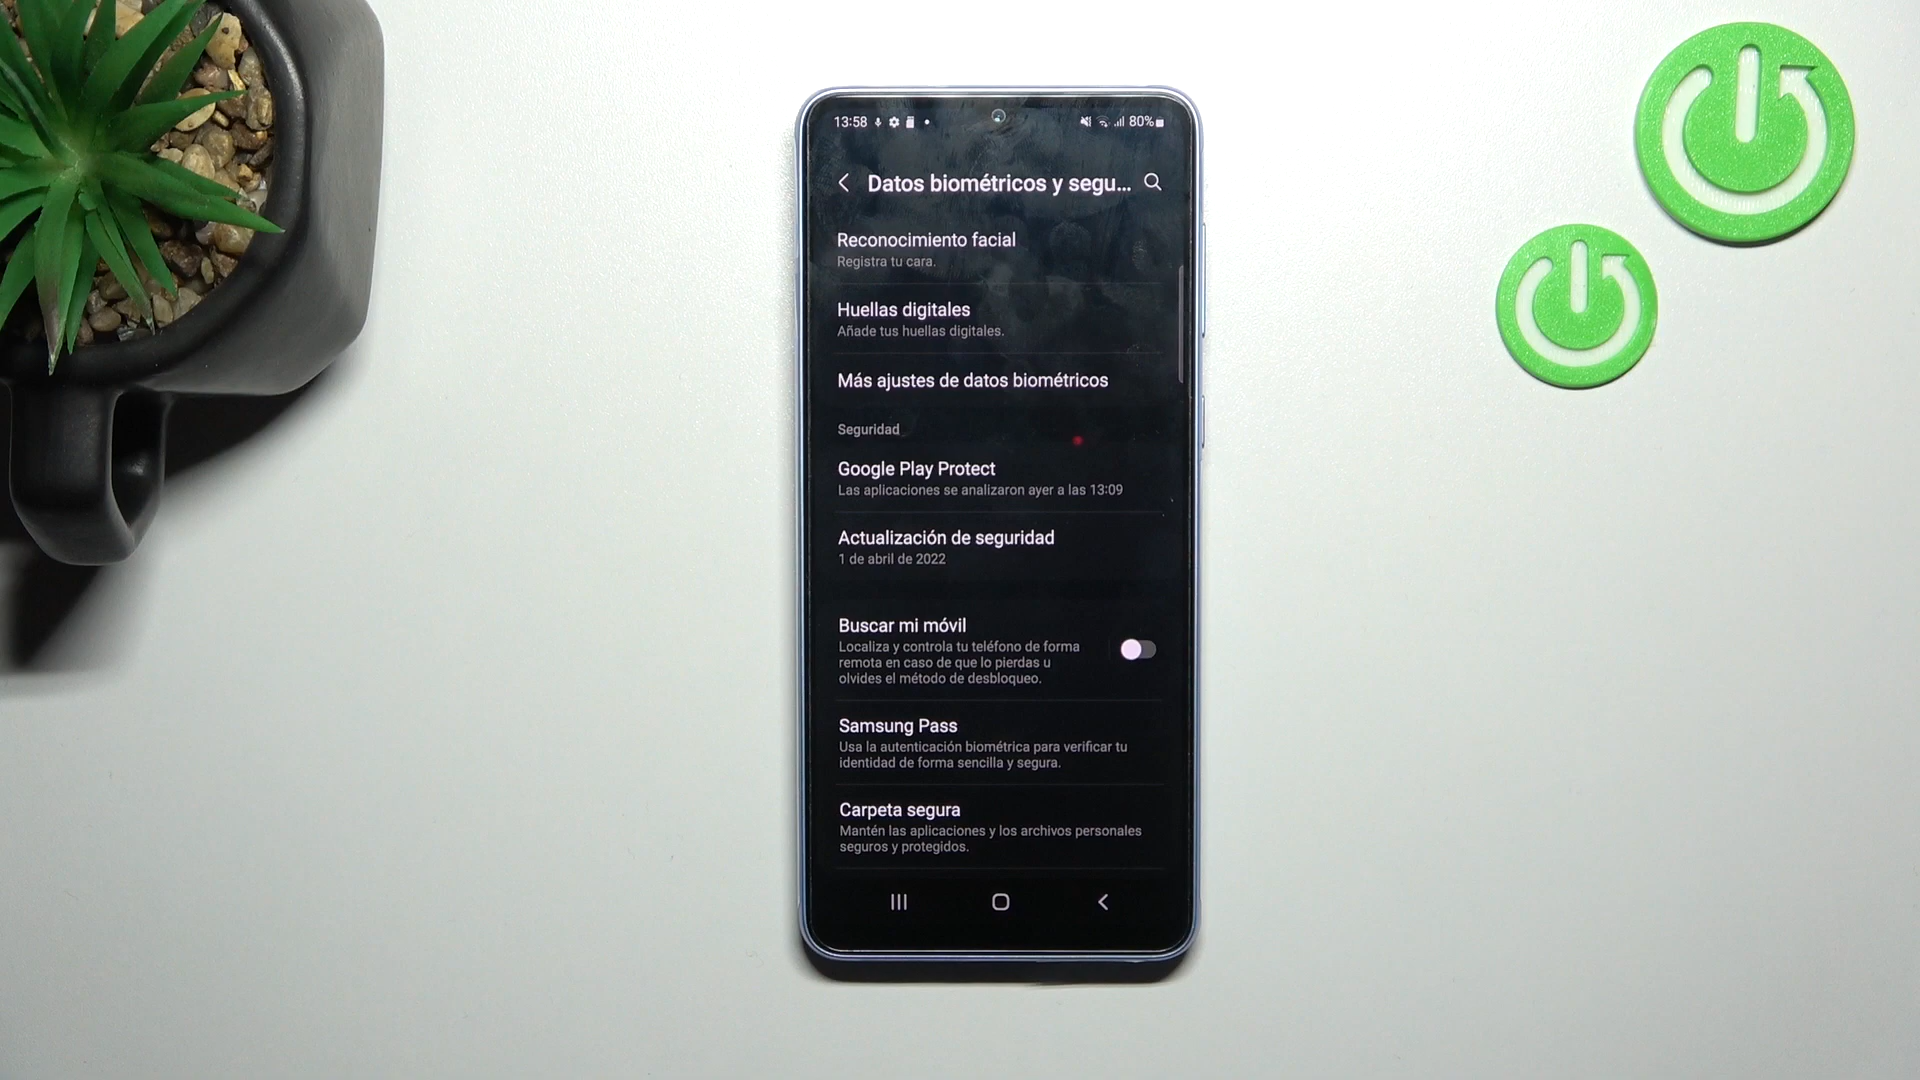 13:58
80%
Datos biométricos y segu...
Reconocimiento facial
Registra tu cara.
Huellas digitales
Añade tus huellas digitales.
Más ajustes de datos biométricos
Seguridad
Google Play Protect
Las aplicaciones se analizaron ayer a las 13:09
Actualización de seguridad
1 de abril de 2022
Buscar mi móvil
Localiza y controla tu teléfono de forma
remota en caso de que lo pierdas u
olvides el método de desbloqueo.
Samsung Pass
Usa la autenticación biométrica para verificar tu
identidad de forma sencilla y segura.
Carpeta segura
Mantén las aplicaciones y los archivos personales
seguros y protegidos.